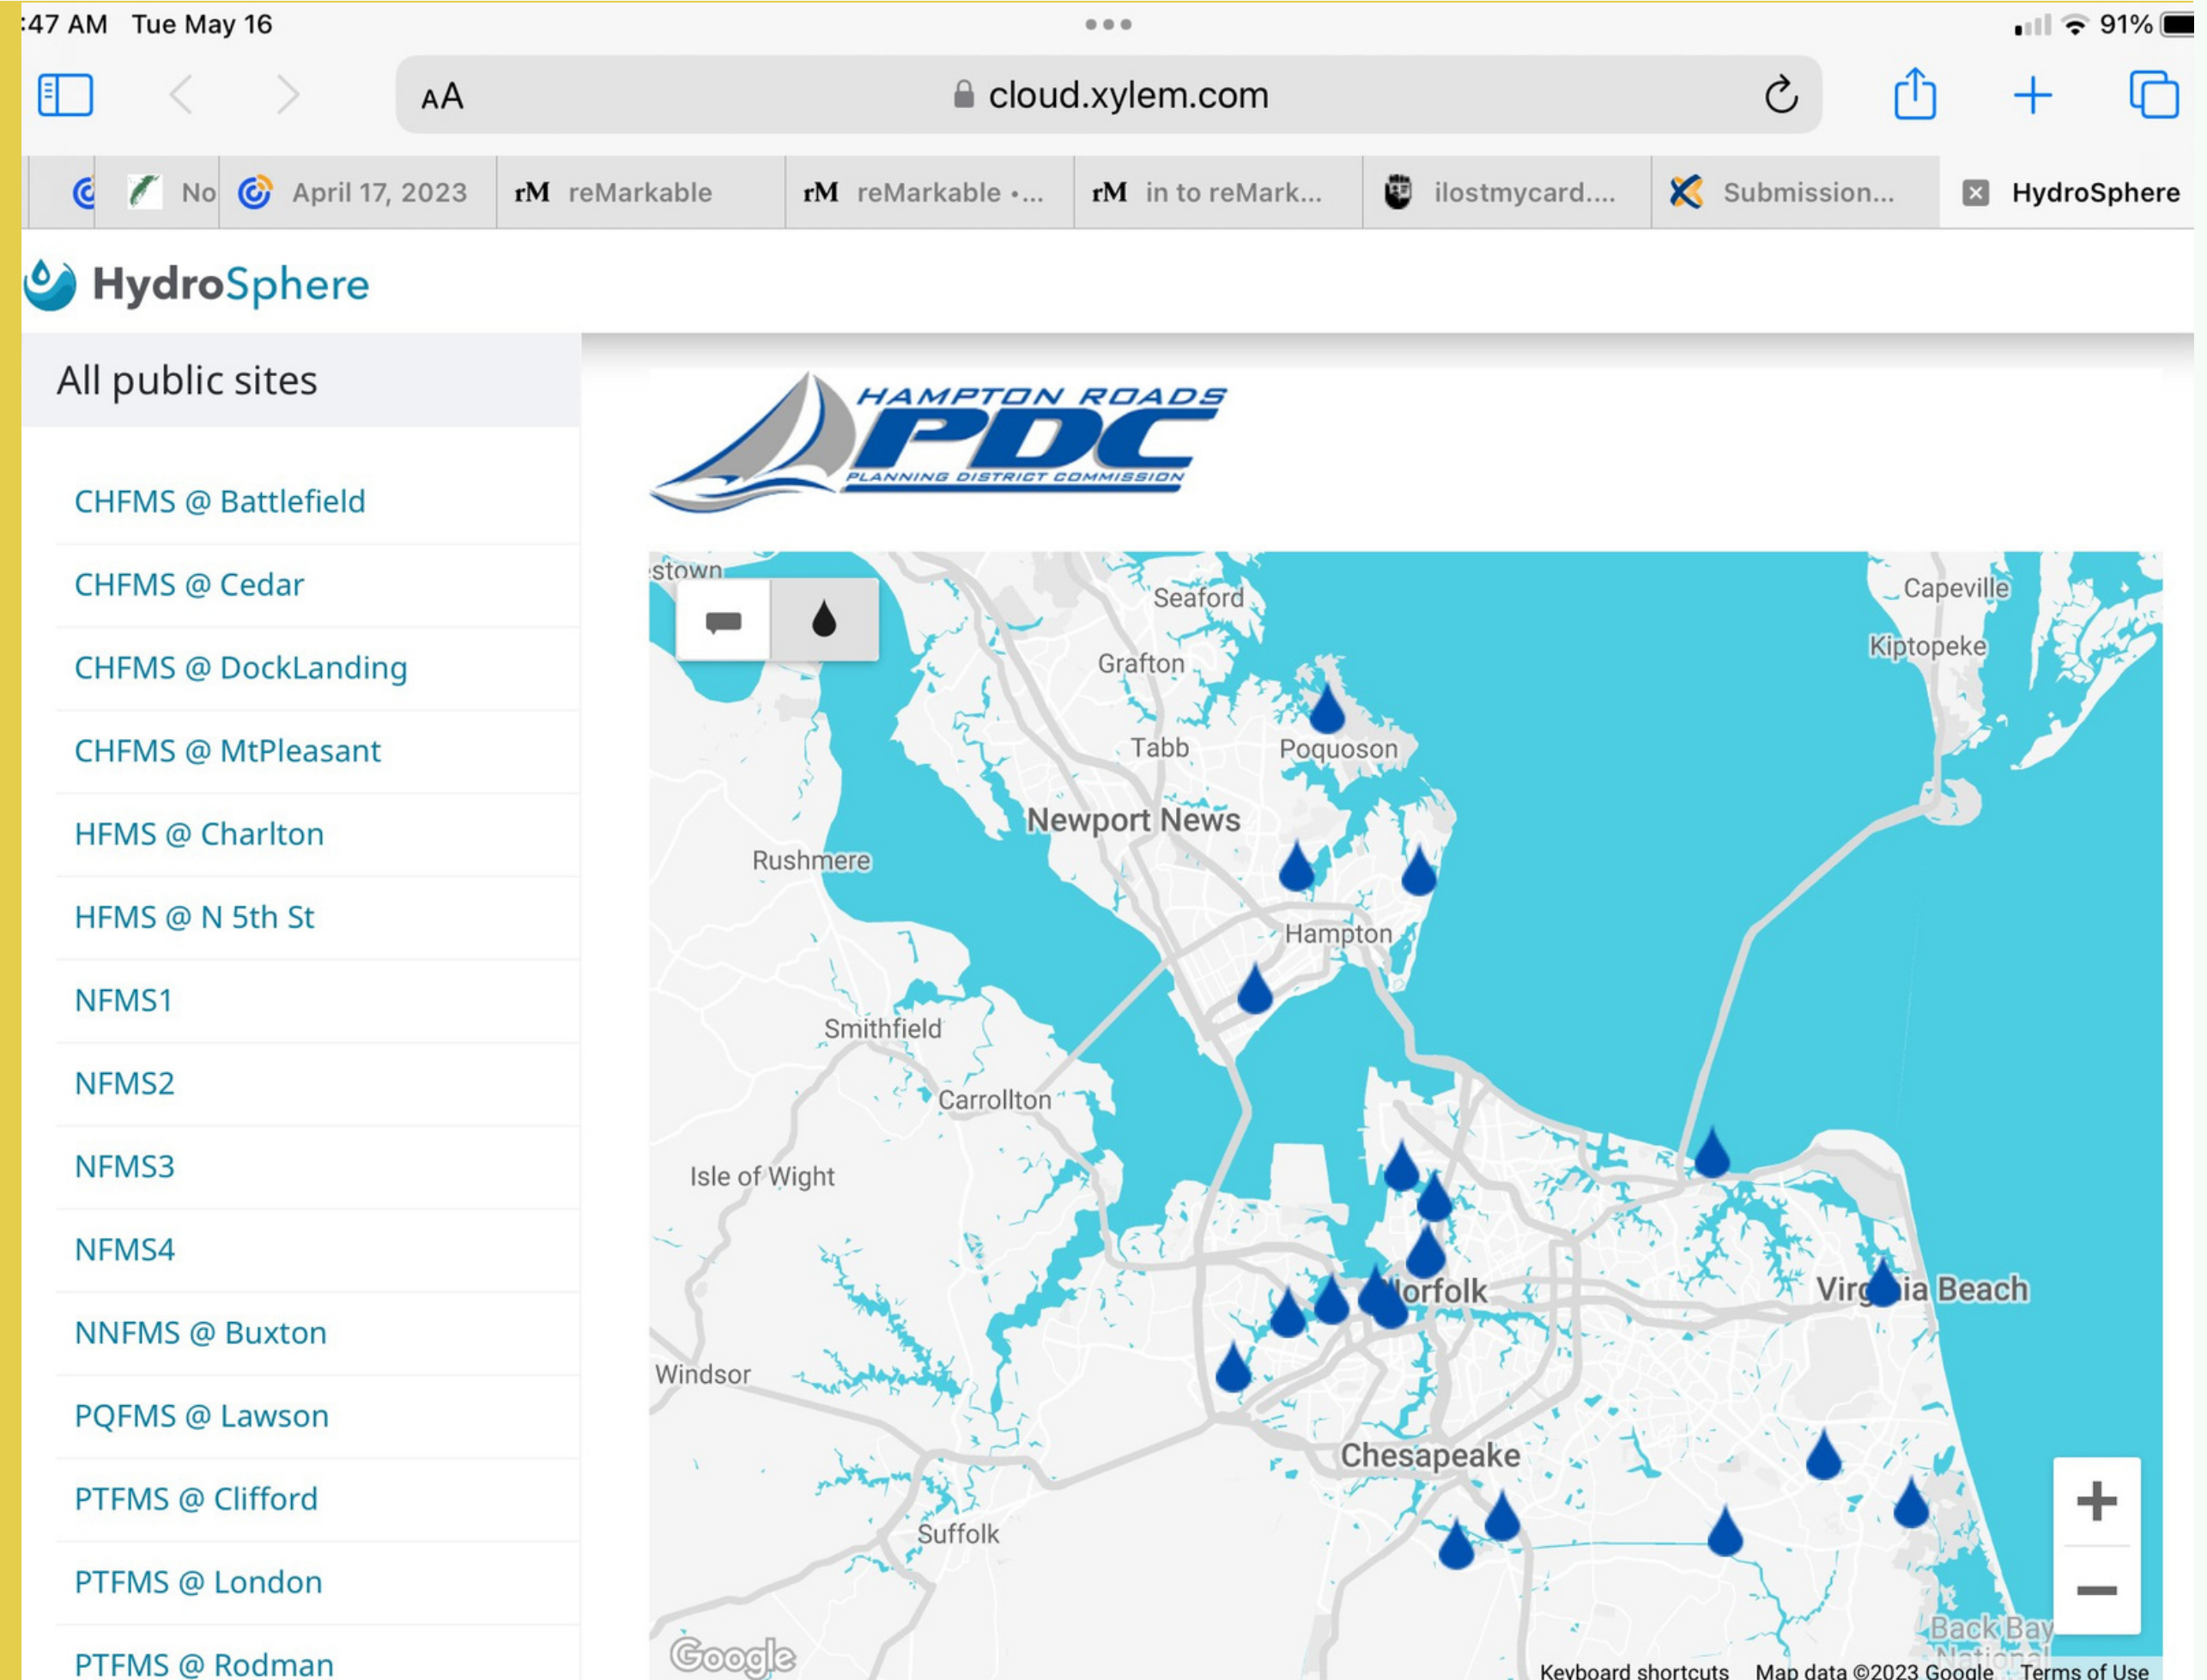 :47 AM Tue May 16
91%
AA
cloud.xylem.com
No
April 17, 2023
rM reMarkable
rM reMarkable •...
rM in to reMark...
ilostmycard....
Submission...
HydroSphere
HydroSphere
All public sites
CHFMS @ Battlefield
CHFMS @ Cedar
CHFMS @ DockLanding
CHFMS @ MtPleasant
HFMS @ Charlton
HFMS @ N 5th St
NFMS1
NFMS2
NFMS3
NFMS4
NNFMS @ Buxton
PQFMS @ Lawson
PTFMS @ Clifford
PTFMS @ London
PTFMS @ Rodman
HAMPTON ROADS
PDC
PLANNING DISTRICT COMMISSION
stown
Seaford
Capeville
Kiptopeke
Grafton
Tabb
Poquoson
Newport News
Rushmere
Hampton
Smithfield
Carrollton
Isle of Wight
Norfolk
Virginia Beach
Windsor
Chesapeake
Suffolk
Back Bay
National
Google
Keyboard shortcuts
Map data ©2023 Google
Terms of Use